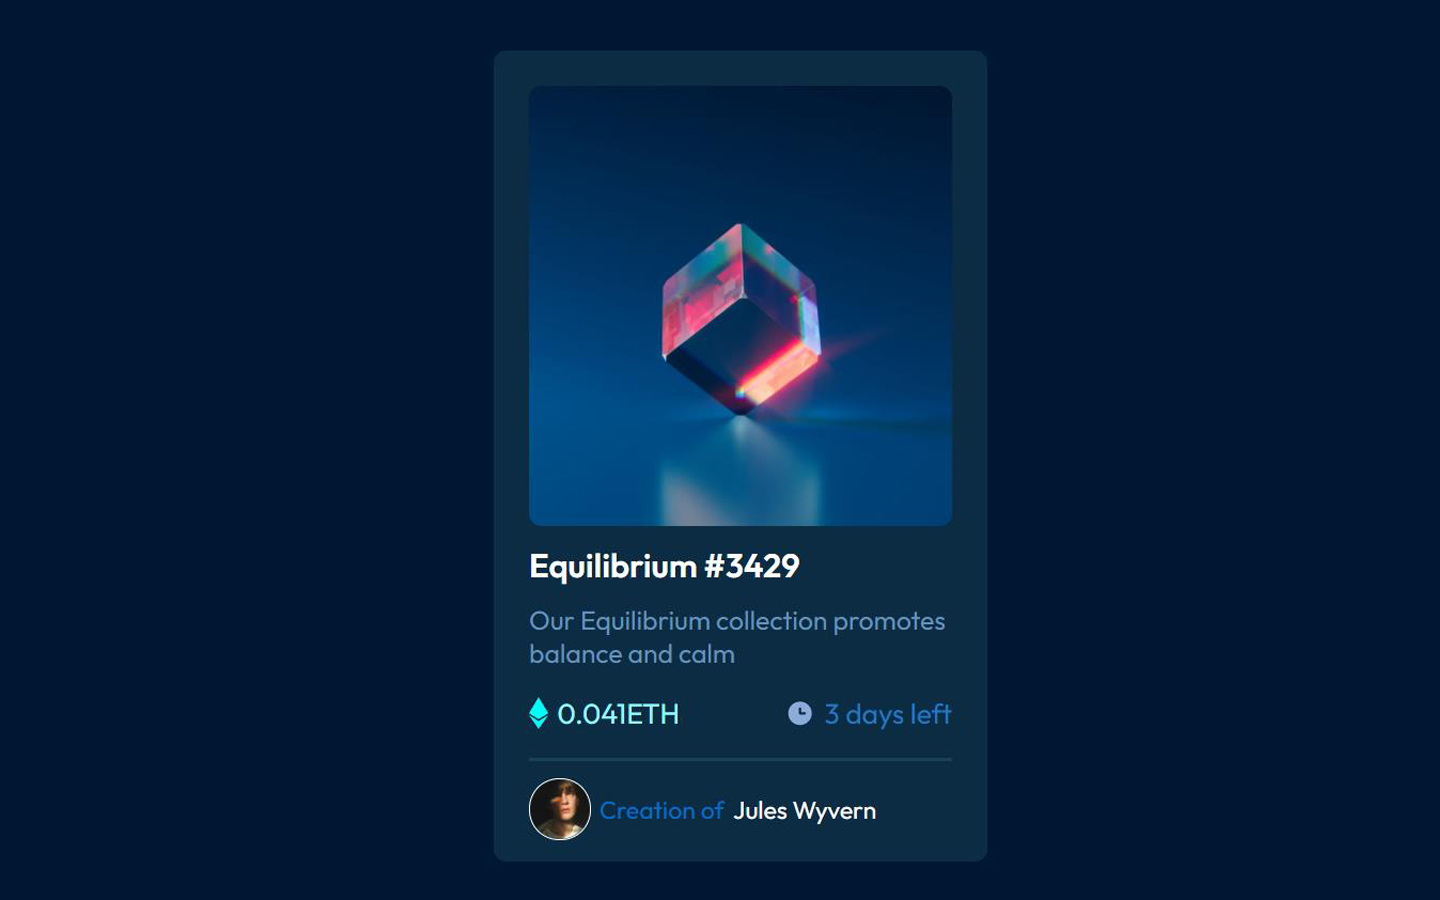 Equilibrium #3429
Our Equilibrium collection promotes
balance and calm
0.041ETH
3 days left
Creation of Jules Wyvern